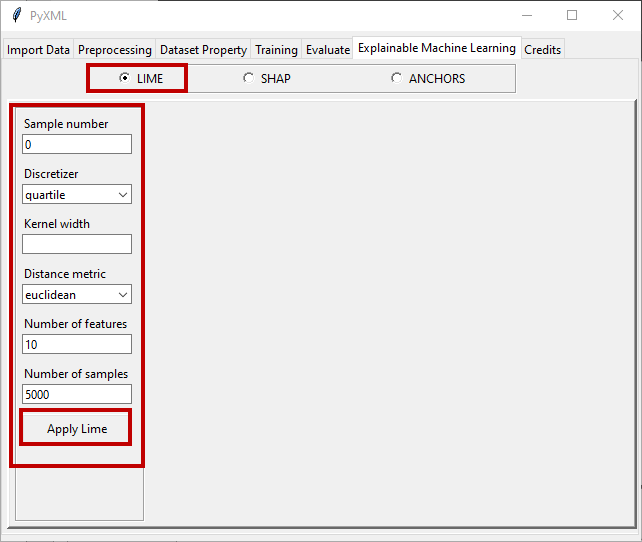 PyXML
Import Data Preprocessing Dataset Property Training Evaluate Explainable Machine Learning Credits
LIME SHAP ANCHORS
Sample number
0
Discretizer
quartile
Kernel width
Distance metric
euclidean
Number of features
10
Number of samples
5000
Apply Lime